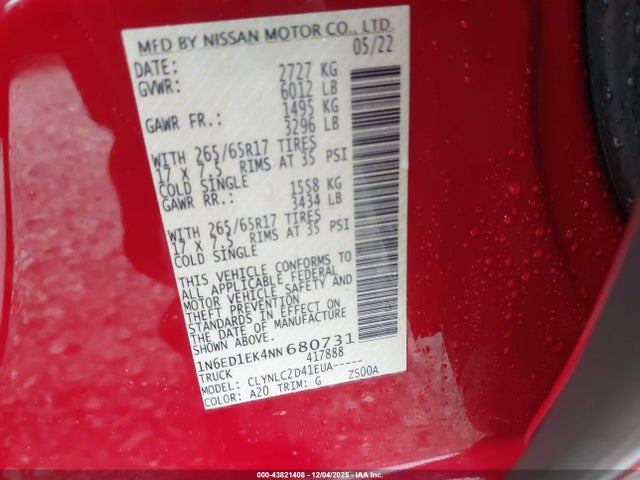 MFD BY NISSAN MOTOR CO., LTD.
DATE: 05/22
GVWR: 2727 KG
6012 LB
GAWR FR.: 1495 KG
3296 LB
WITH 265/65R17 TIRES
17 X 7.5 RIMS AT 35 PSI
COLD SINGLE
GAWR RR.: 1558 KG
3434 LB
WITH 265/65R17 TIRES
17 X 7.5 RIMS AT 35 PSI
COLD SINGLE
THIS VEHICLE CONFORMS TO
ALL APPLICABLE FEDERAL
MOTOR VEHICLE SAFETY AND
THEFT PREVENTION
STANDARDS IN EFFECT ON
THE DATE OF MANUFACTURE
SHOWN ABOVE.
1N6ED1EK4NN680731
TRUCK 417888
MODEL: CLYNLC2D41EUA-----
COLOR: A20 TRIM: G ZS00A
000-43821408 - 12/04/2025 - IAA Inc.